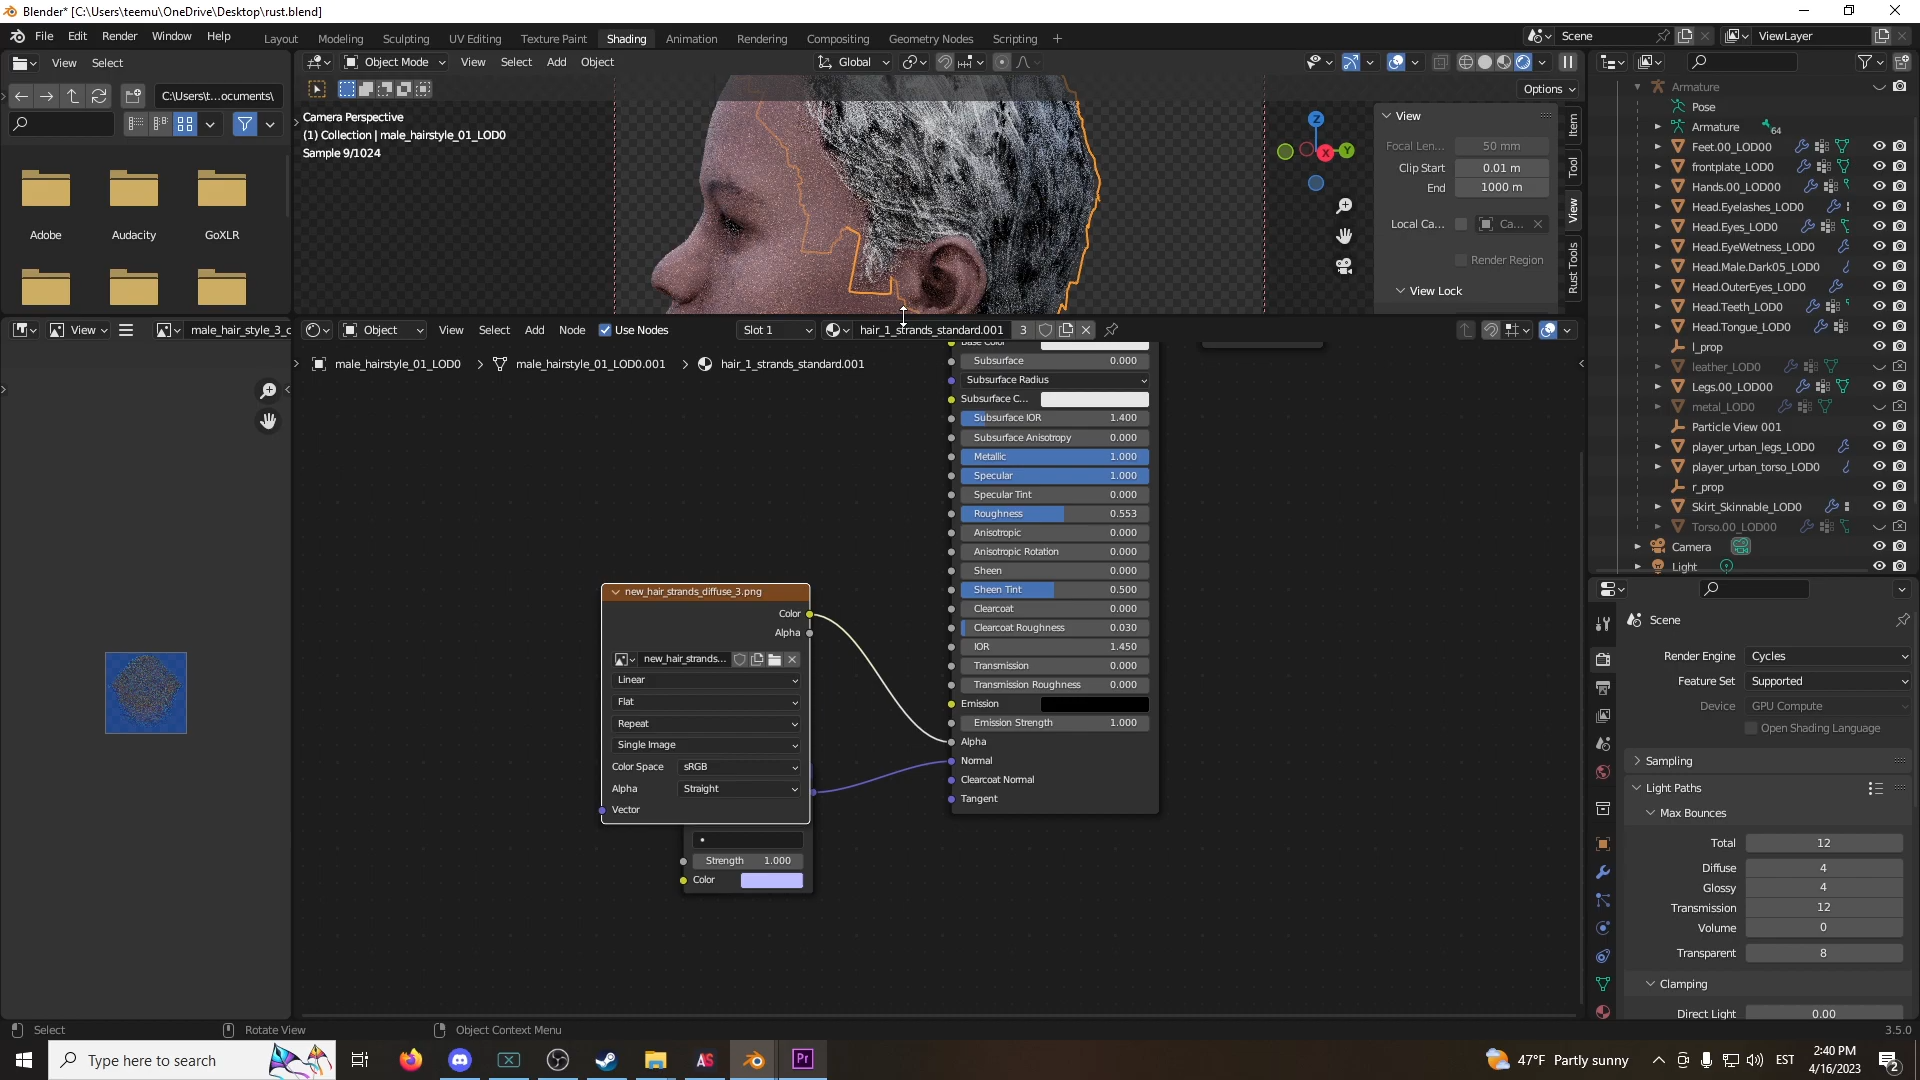 Blender* [C:\Users\teemu\OneDrive\Desktop\rust.blend]
File Edit Render Window Help
Layout Modeling Sculpting UV Editing Texture Paint Shading Animation Rendering Compositing Geometry Nodes Scripting +
Scene
ViewLayer
View Select
Object Mode View Select Add Object
Global
C:\Users\t...ocuments\
Options
Adobe
Audacity
GoXLR
Camera Perspective
(1) Collection | male_hairstyle_01_LOD0
Sample 9/1024
Z
X
Y
View
Focal Len... 50 mm
Clip Start 0.01 m
End 1000 m
Local Ca... Ca...
Render Region
View Lock
Item
Tool
View
Rust Tools
Armature
Pose
Armature 64
Feet.00_LOD00
frontplate_LOD0
Hands.00_LOD00
Head.Eyelashes_LOD0
Head.Eyes_LOD0
Head.EyeWetness_LOD0
Head.Male.Dark05_LOD0
Head.OuterEyes_LOD0
Head.Teeth_LOD0
Head.Tongue_LOD0
l_prop
leather_LOD0
Legs.00_LOD00
metal_LOD0
Particle View 001
player_urban_legs_LOD0
player_urban_torso_LOD0
r_prop
Skirt_Skinnable_LOD0
Torso.00_LOD00
Camera
Light
View
male_hair_style_3_c
Object View Select Add Node Use Nodes
Slot 1
hair_1_strands_standard.001 3
male_hairstyle_01_LOD0 > male_hairstyle_01_LOD0.001 > hair_1_strands_standard.001
Base Color
Subsurface 0.000
Subsurface Radius
Subsurface C...
Subsurface IOR 1.400
Subsurface Anisotropy 0.000
Metallic 1.000
Specular 1.000
Specular Tint 0.000
Roughness 0.553
Anisotropic 0.000
Anisotropic Rotation 0.000
Sheen 0.000
Sheen Tint 0.500
Clearcoat 0.000
Clearcoat Roughness 0.030
IOR 1.450
Transmission 0.000
Transmission Roughness 0.000
Emission
Emission Strength 1.000
Alpha
Normal
Clearcoat Normal
Tangent
new_hair_strands_diffuse_3.png
Color
Alpha
new_hair_strands...
Linear
Flat
Repeat
Single Image
Color Space sRGB
Alpha Straight
Vector
Strength 1.000
Color
Scene
Render Engine Cycles
Feature Set Supported
Device GPU Compute
Open Shading Language
Sampling
Light Paths
Max Bounces
Total 12
Diffuse 4
Glossy 4
Transmission 12
Volume 0
Transparent 8
Clamping
Direct Light 0.00
Select
Rotate View
Object Context Menu
3.5.0
Type here to search
AS
Pr
47°F Partly sunny
EST
2:40 PM
4/16/2023
2